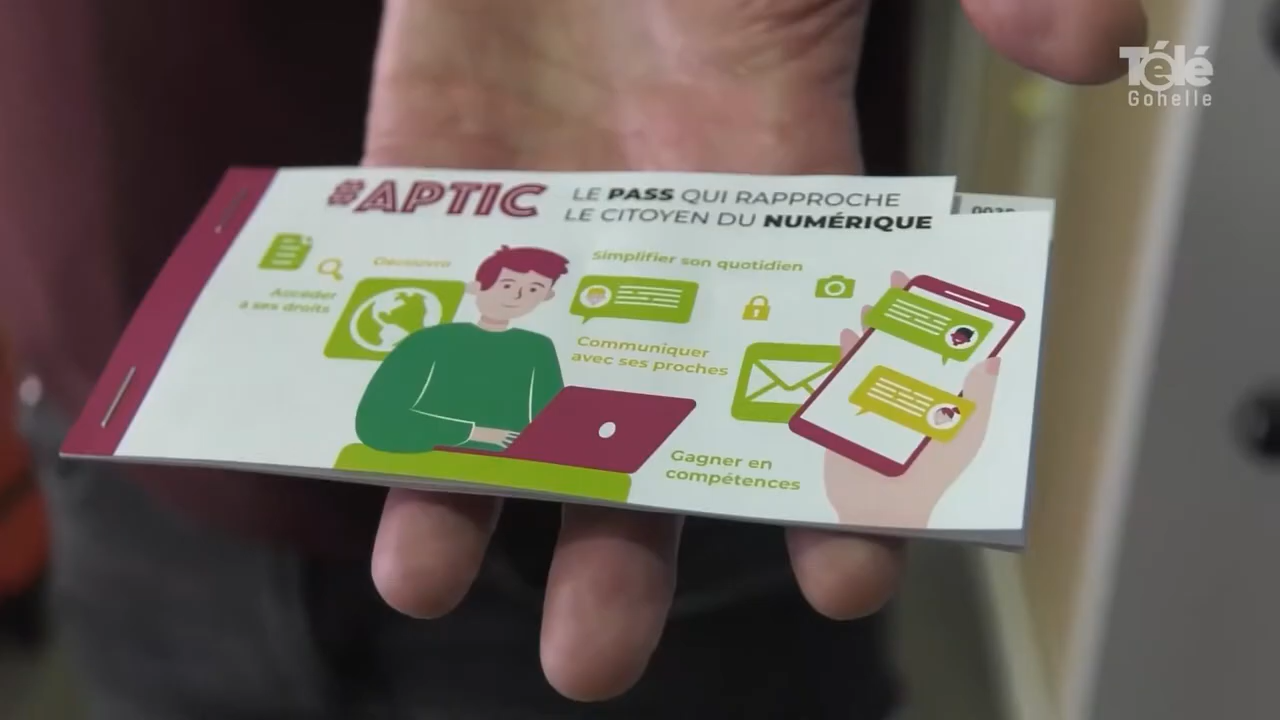 Télé
Gohelle
#APTIC
LE PASS QUI RAPPROCHE
LE CITOYEN DU NUMÉRIQUE
Simplifier son quotidien
Découvrir
Accéder
à ses droits
Communiquer
avec ses proches
Gagner en
compétences